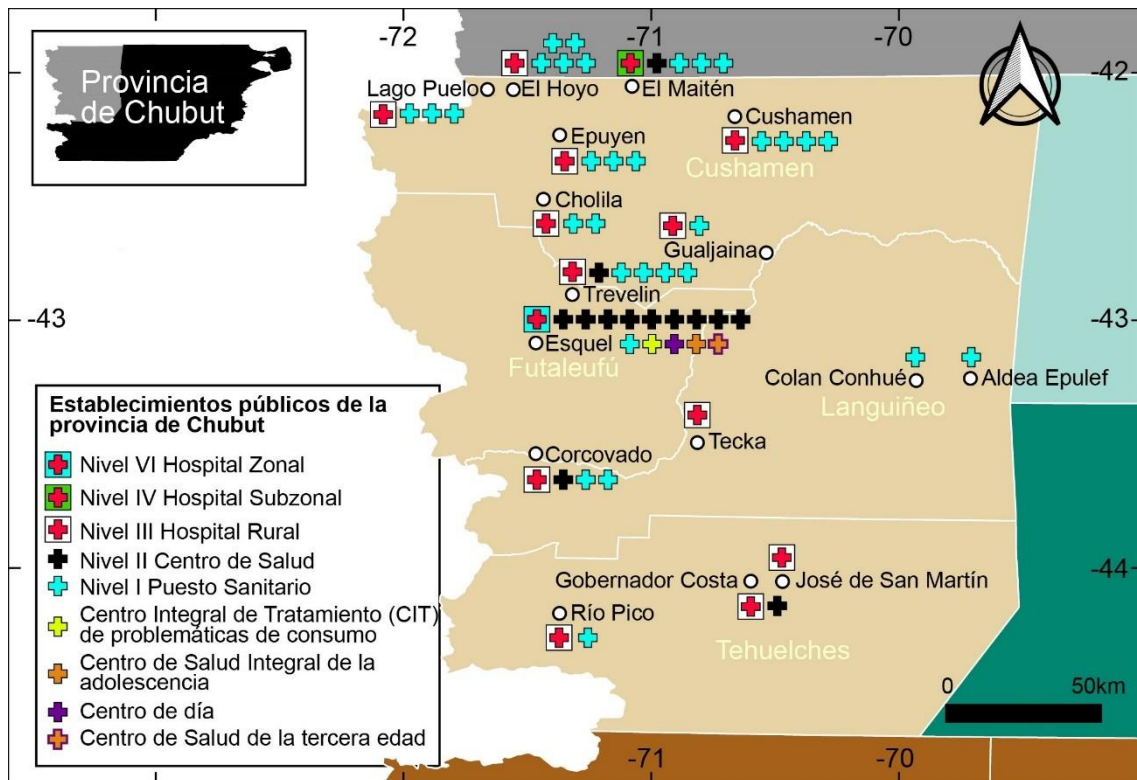 Provincia
de Chubut
-72
-71
-70
-42
Lago Puelo
El Hoyo
El Maitén
Cushamen
Epuyen
Cushamen
Cholila
Gualjaina
Trevelin
-43
-43
Esquel
Futaleufú
Colan Conhué
Aldea Epulef
Languiñeo
Tecka
Corcovado
Establecimientos públicos de la
provincia de Chubut
Nivel VI Hospital Zonal
Nivel IV Hospital Subzonal
Nivel III Hospital Rural
Nivel II Centro de Salud
Nivel I Puesto Sanitario
Centro Integral de Tratamiento (CIT)
de problemáticas de consumo
Centro de Salud Integral de la
adolescencia
Centro de día
Centro de Salud de la tercera edad
-44
Gobernador Costa
José de San Martín
Río Pico
Tehuelches
0
50km
-71
-70